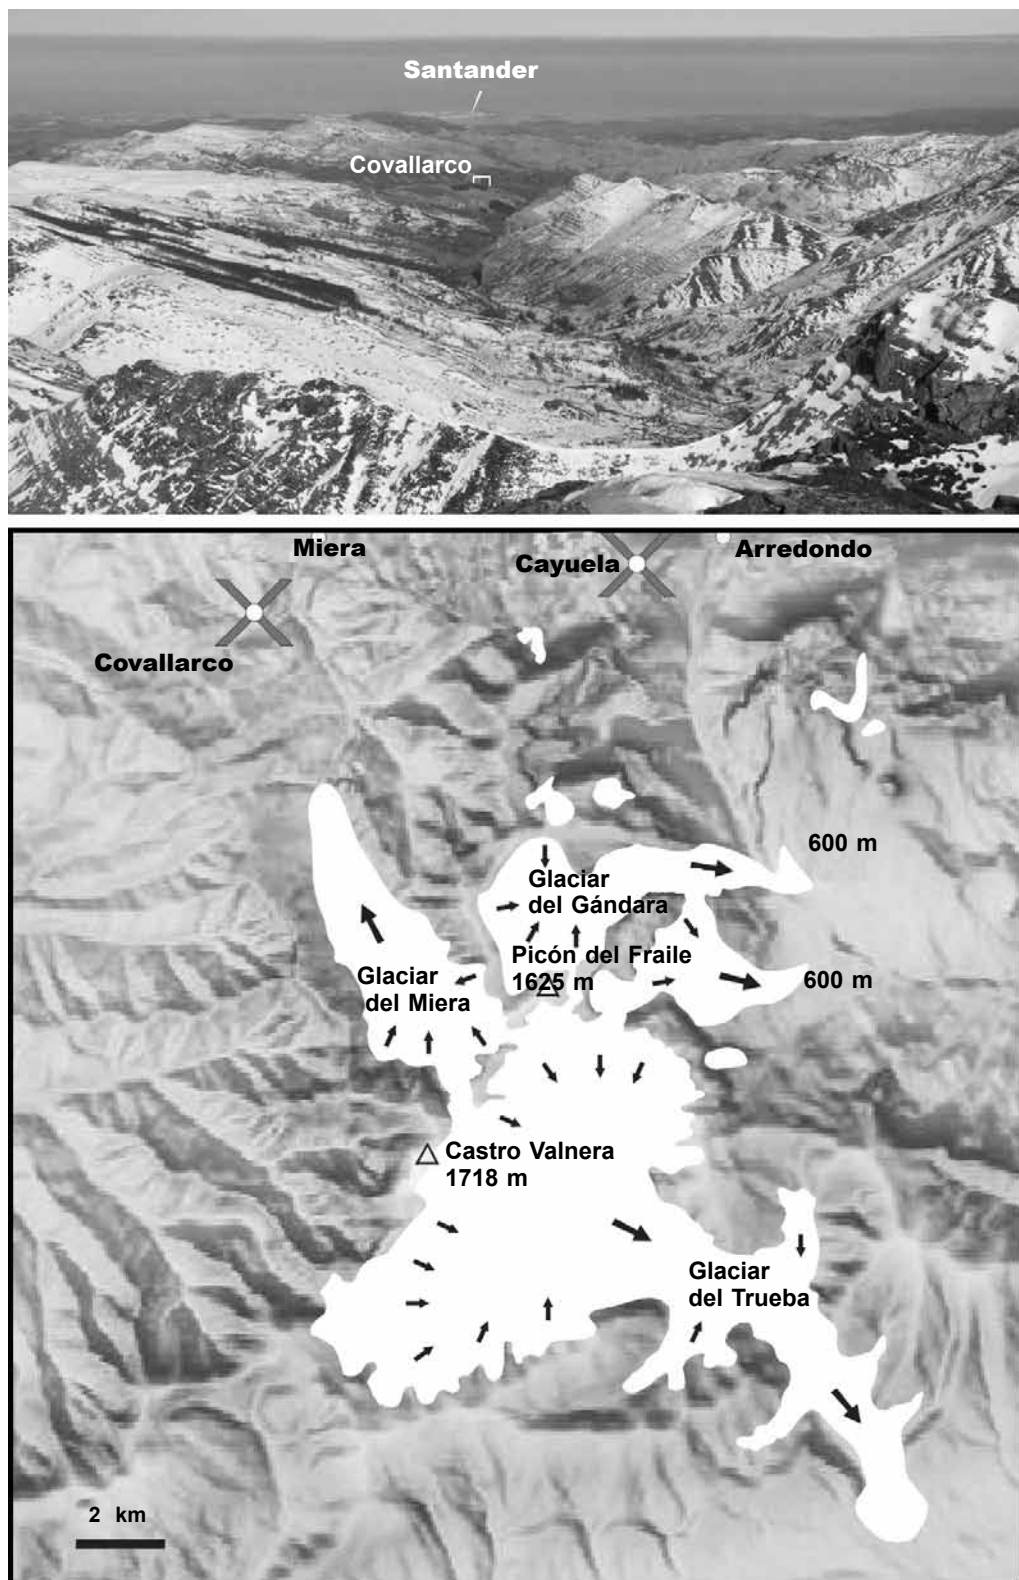 Santander
Covallarco
Miera
Cayuela
Arredondo
Covallarco
600 m
Glaciar
del Gándara
Picón del Fraile
1625 m
Glaciar
del Miera
600 m
Castro Valnera
1718 m
Glaciar
del Trueba
2 km